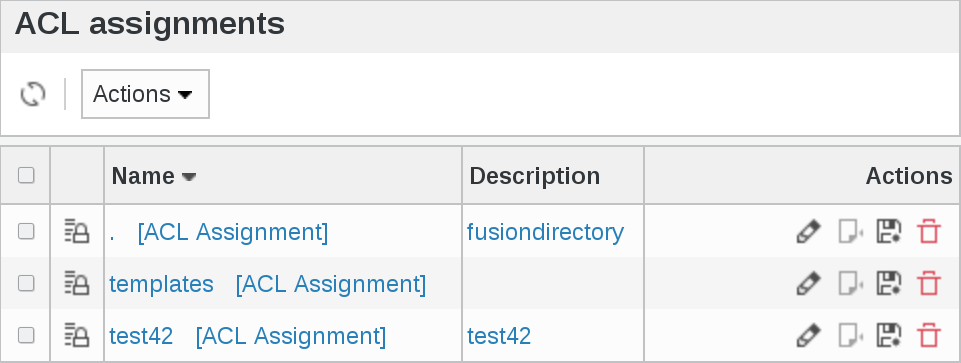 ACL assignments
Actions
Name Description Actions
. [ACL Assignment] fusiondirectory
templates [ACL Assignment]
test42 [ACL Assignment] test42